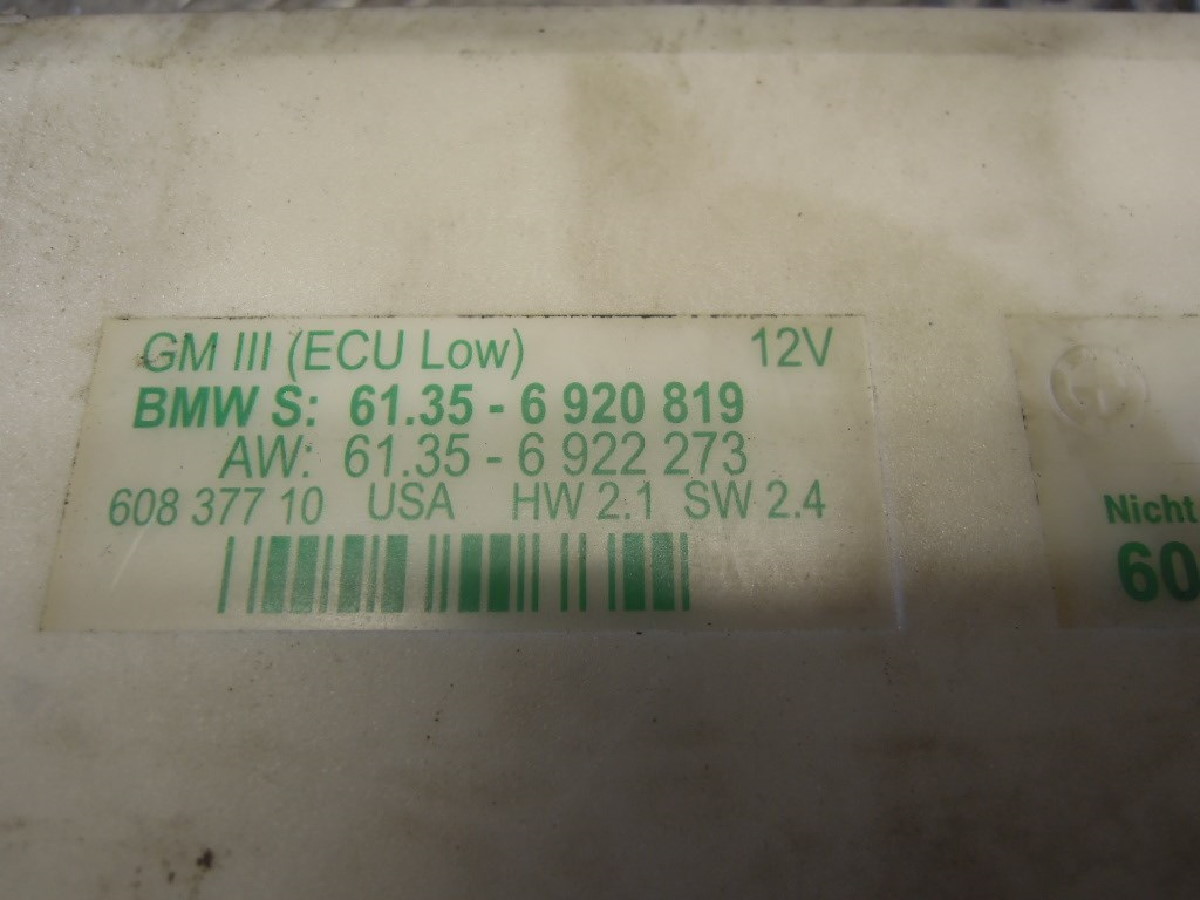 GM III (ECU Low) 12V
BMW S: 61.35 - 6 920 819
AW: 61.35 - 6 922 273
608 377 10 USA HW 2.1 SW 2.4
Nicht
60